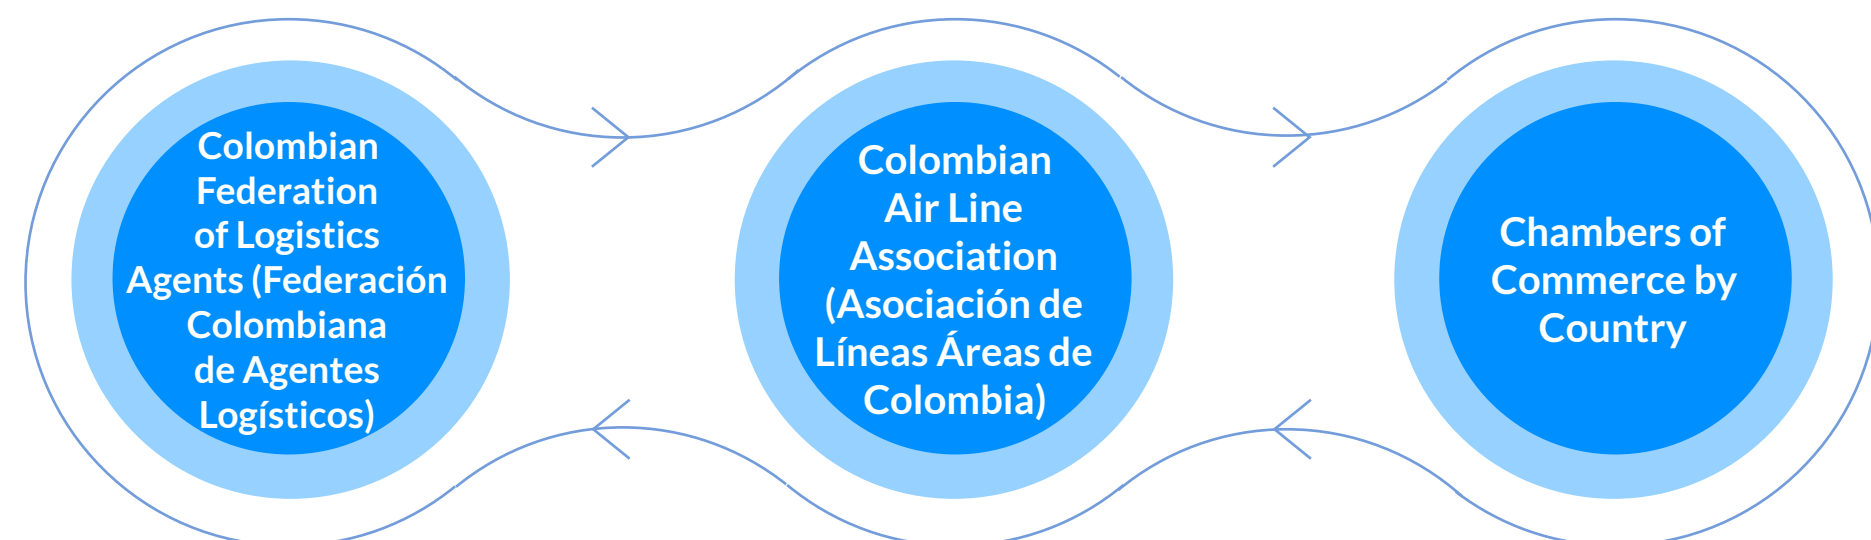 Colombian
Federation
of Logistics
Agents (Federación
Colombiana
de Agentes
Logísticos)
Colombian
Air Line
Association
(Asociación de
Líneas Áreas de
Colombia)
Chambers of
Commerce by
Country